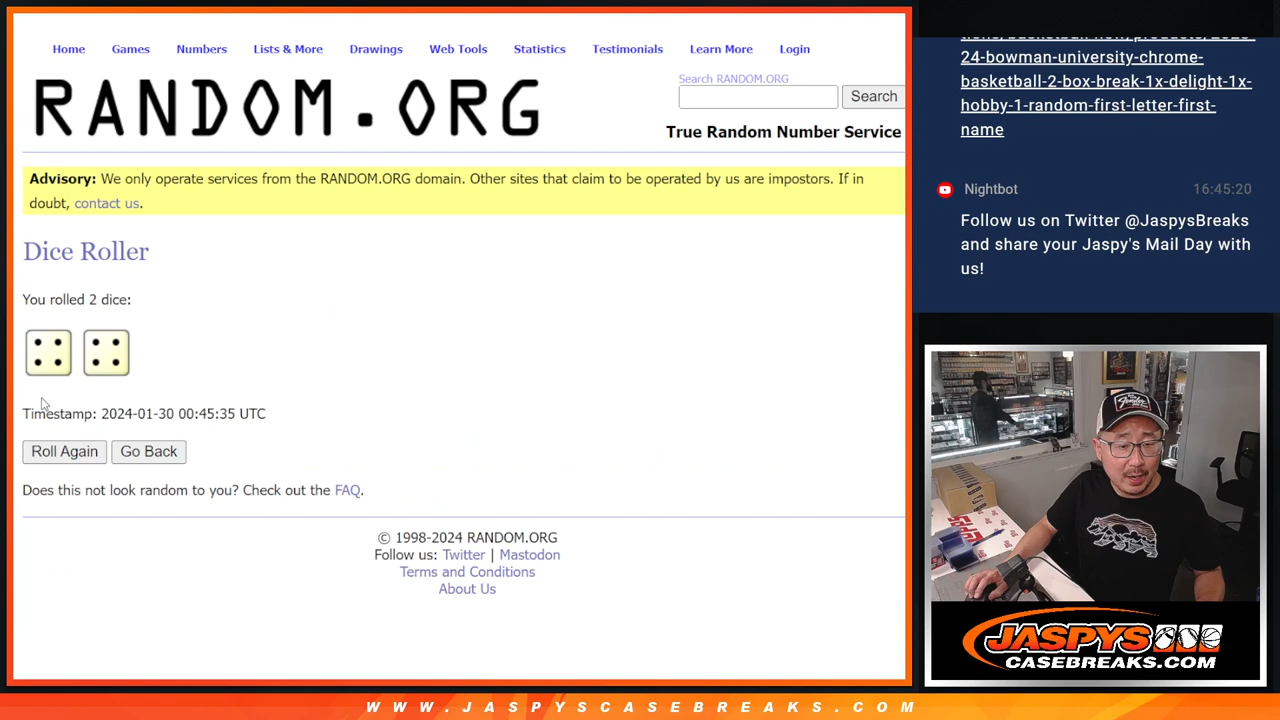 Home Games Numbers Lists & More Drawings Web Tools Statistics Testimonials Learn More Login
RANDOM.ORG
Search RANDOM.ORG
Search
True Random Number Service
Advisory: We only operate services from the RANDOM.ORG domain. Other sites that claim to be operated by us are impostors. If in
doubt, contact us.
Dice Roller
You rolled 2 dice:
Timestamp: 2024-01-30 00:45:35 UTC
Roll Again Go Back
Does this not look random to you? Check out the FAQ.
© 1998-2024 RANDOM.ORG
Follow us: Twitter | Mastodon
Terms and Conditions
About Us
24-bowman-university-chrome-
basketball-2-box-break-1x-delight-1x-
hobby-1-random-first-letter-first-
name
Nightbot 16:45:20
Follow us on Twitter @JaspysBreaks
and share your Jaspy's Mail Day with
us!
JASPYS
CASEBREAKS.COM
WWW.JASPYSCASEBREAKS.COM